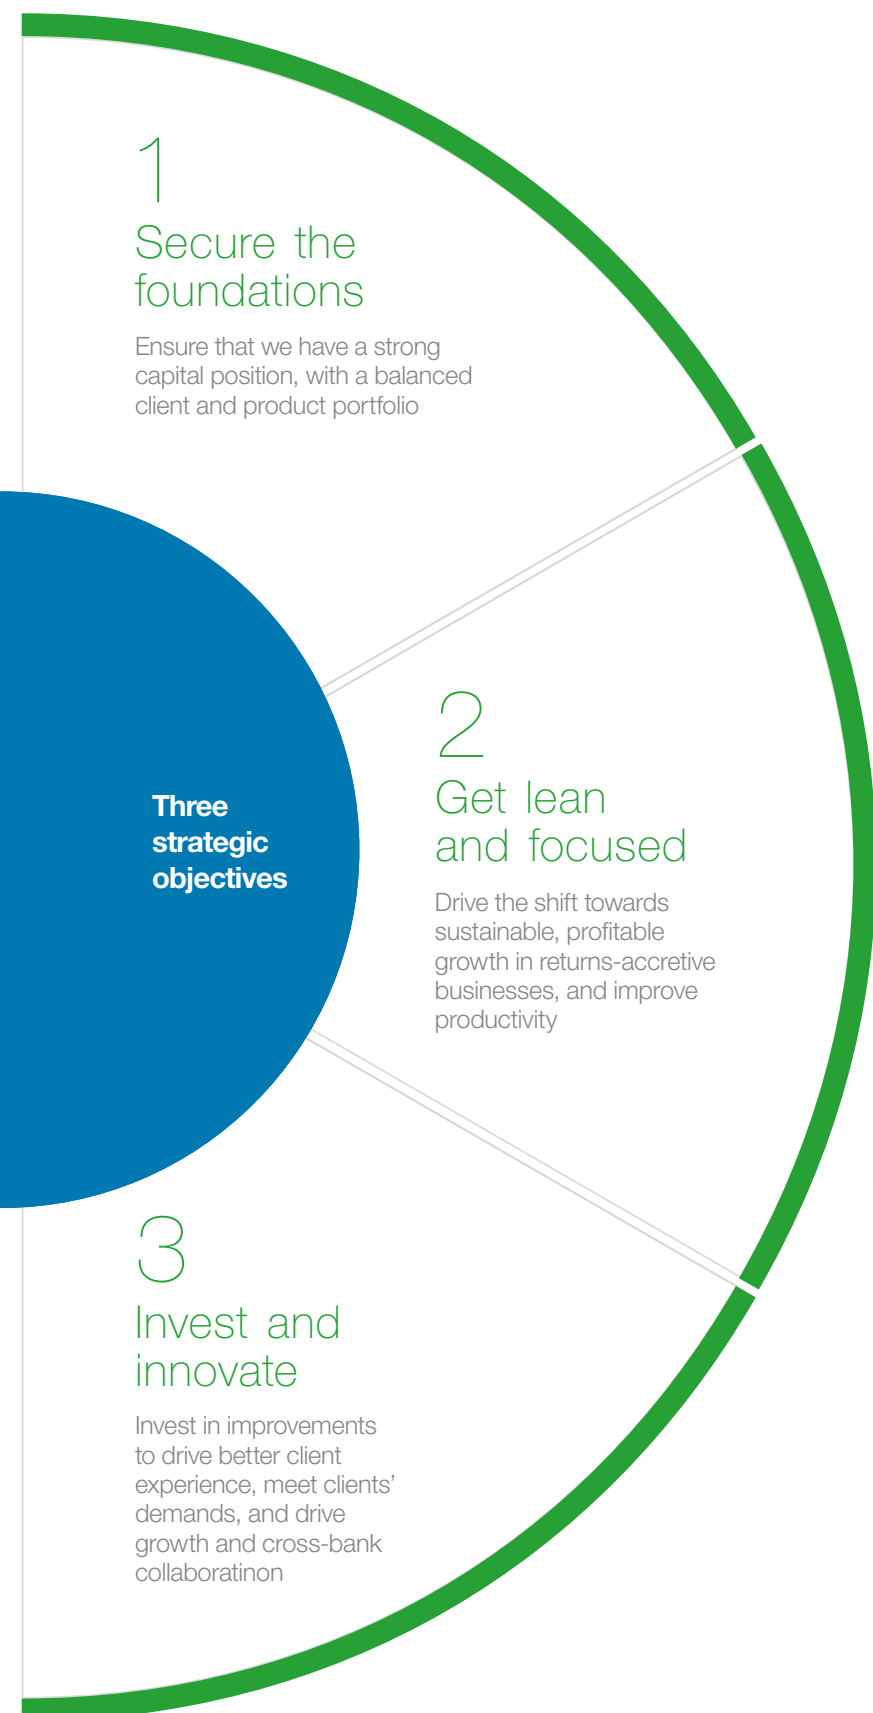 1
Secure the
foundations
Ensure that we have a strong
capital position, with a balanced
client and product portfolio
Three
strategic
objectives
2
Get lean
and focused
Drive the shift towards
sustainable, profitable
growth in returns-accretive
businesses, and improve
productivity
3
Invest and
innovate
Invest in improvements
to drive better client
experience, meet clients’
demands, and drive
growth and cross-bank
collaboratinon